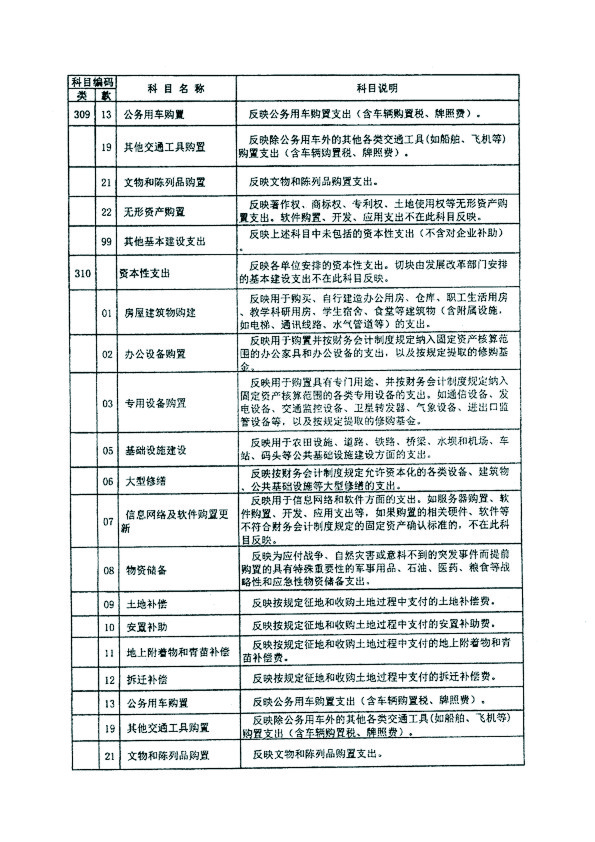 科目编码 科 目 名 称 科目说明
类 款
309 13 公务用车购置 反映公务用车购置支出（含车辆购置税、牌照费）。
19 其他交通工具购置 反映除公务用车外的其他各类交通工具(如船舶、飞机等)
购置支出（含车辆购置税、牌照费）。
21 文物和陈列品购置 反映文物和陈列品购置支出。
22 无形资产购置 反映著作权、商标权、专利权、土地使用权等无形资产购
置支出。软件购置、开发、应用支出不在此科目反映。
99 其他基本建设支出 反映上述科目中未包括的资本性支出（不含对企业补助）
。
310 资本性支出 反映各单位安排的资本性支出。切块由发展改革部门安排
的基本建设支出不在此科目反映。
01 房屋建筑物购建 反映用于购买、自行建造办公用房、仓库、职工生活用房
、教学科研用房、学生宿舍、食堂等建筑物（含附属设施，
如电梯、通讯线路、水气管道等）的支出。
02 办公设备购置 反映用于购置并按财务会计制度规定纳入固定资产核算范
围的办公家具和办公设备的支出，以及按规定提取的修购基
金。
03 专用设备购置 反映用于购置具有专门用途、并按财务会计制度规定纳入
固定资产核算范围的各类专用设备的支出。如通信设备、发
电设备、交通监控设备、卫星转发器、气象设备、进出口监
管设备等，以及按规定提取的修购基金。
05 基础设施建设 反映用于农田设施、道路、铁路、桥梁、水坝和机场、车
站、码头等公共基础设施建设方面的支出。
06 大型修缮 反映按财务会计制度规定允许资本化的各类设备、建筑物
、公共基础设施等大型修缮的支出。
07 信息网络及软件购置更
新 反映用于信息网络和软件方面的支出。如服务器购置、软
件购置、开发、应用支出等，如果购置的相关硬件、软件等
不符合财务会计制度规定的固定资产确认标准的，不在此科
目反映。
08 物资储备 反映为应付战争、自然灾害或意料不到的突发事件而提前
购置的具有特殊重要性的军事用品、石油、医药、粮食等战
略性和应急性物资储备支出。
09 土地补偿 反映按规定征地和收购土地过程中支付的土地补偿费。
10 安置补助 反映按规定征地和收购土地过程中支付的安置补助费。
11 地上附着物和青苗补偿 反映按规定征地和收购土地过程中支付的地上附着物和青
苗补偿费。
12 拆迁补偿 反映按规定征地和收购土地过程中支付的拆迁补偿费。
13 公务用车购置 反映公务用车购置支出（含车辆购置税、牌照费）。
19 其他交通工具购置 反映除公务用车外的其他各类交通工具(如船舶、飞机等)
购置支出（含车辆购置税、牌照费）。
21 文物和陈列品购置 反映文物和陈列品购置支出。